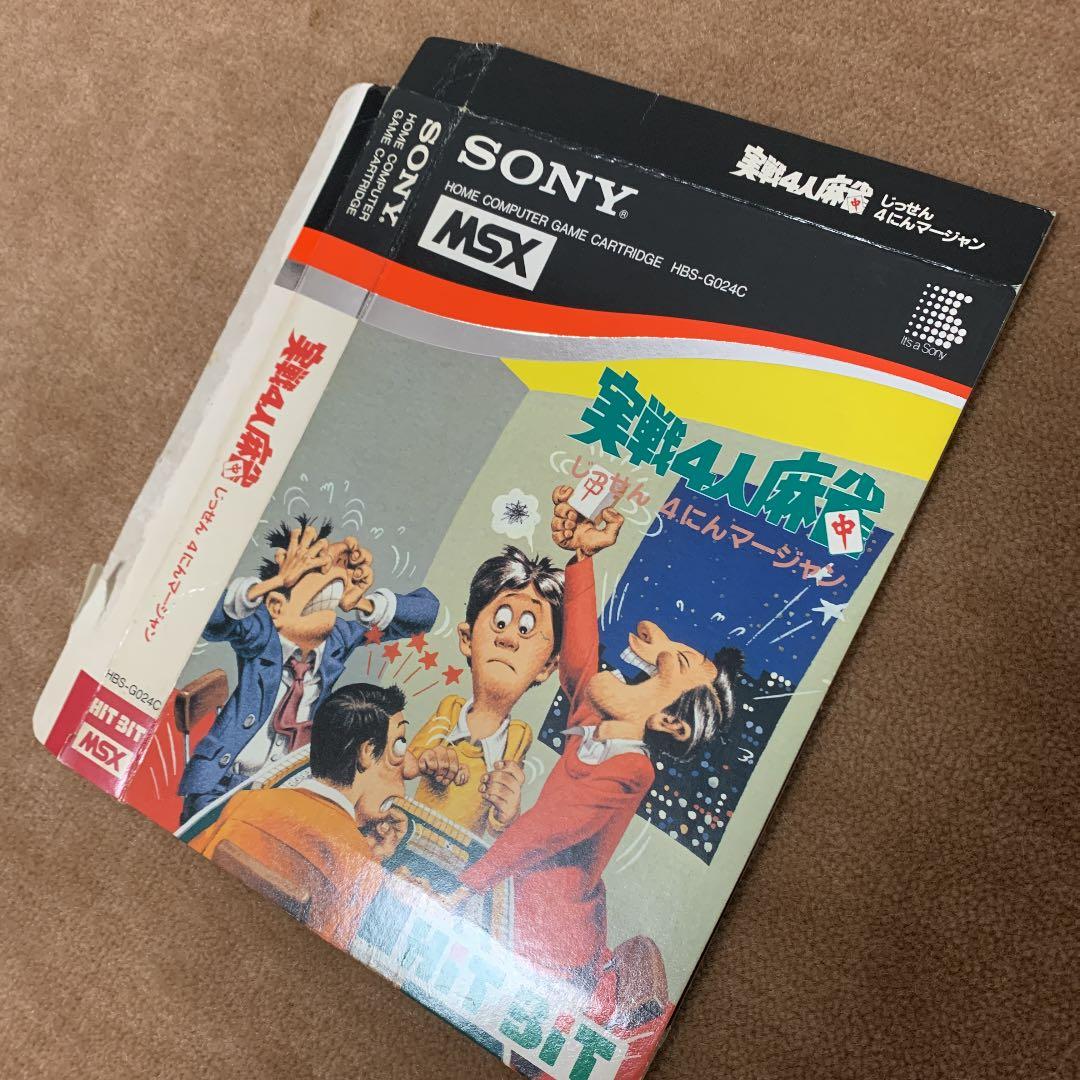 実戦4人麻雀
じっせん
4にんマージャン
SONY®
HOME COMPUTER GAME CARTRIDGE HBS-G024C
MSX
It's a Sony
実戦4人麻雀
中
じっせん 4にんマージャン
中
HiT BiT
SONY
HOME COMPUTER
GAME CARTRIDGE
実戦4人麻雀
中
じっせん 4にんマージャン
HBS-G024C
HIT BIT
MSX